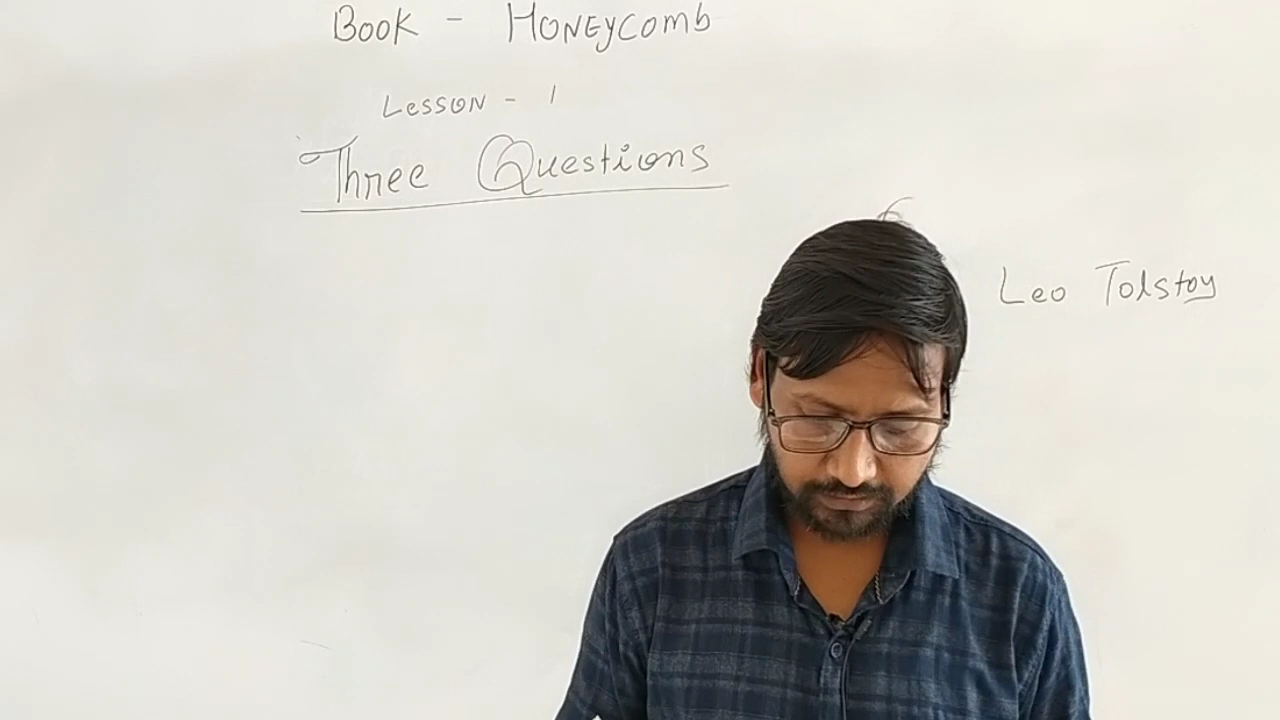 Book - HONEYCOMB
LESSON - 1
Three Questions
Leo Tolstoy